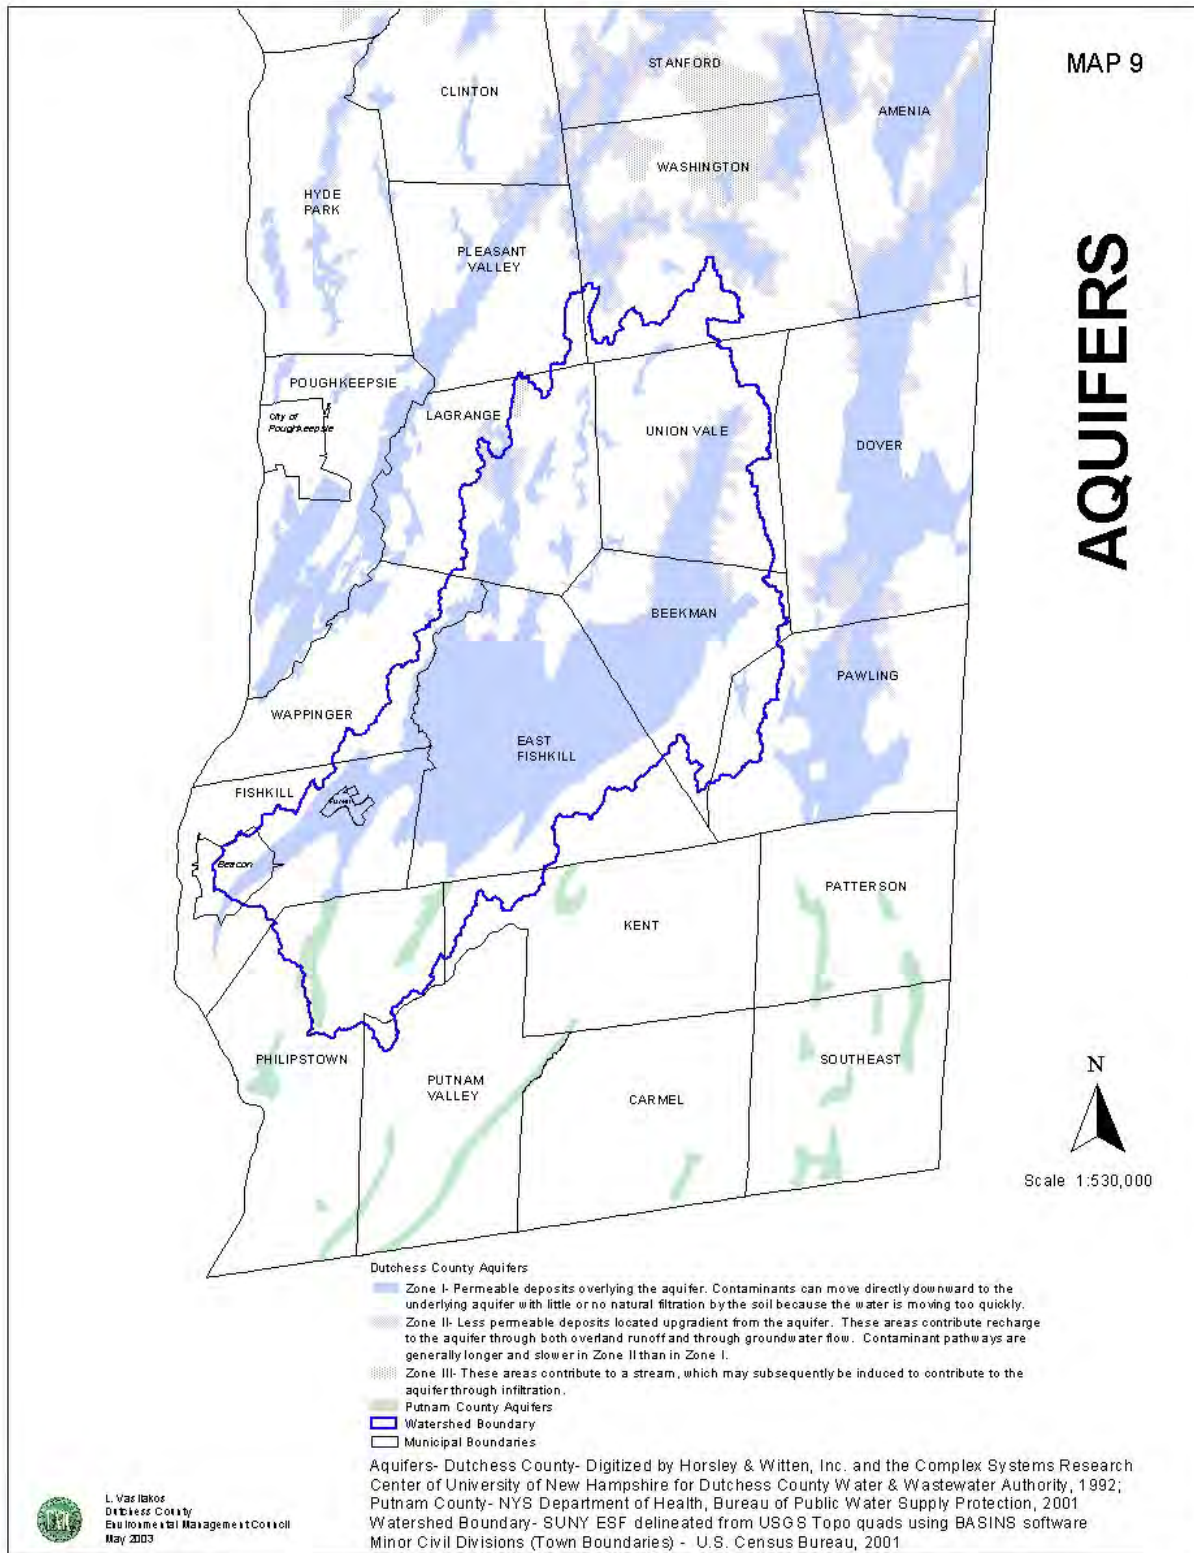 MAP 9
AQUIFERS
STANFORD
CLINTON
AMENIA
WASHINGTON
HYDE
PARK
PLEASANT
VALLEY
POUGHKEEPSIE
City of
Poughkeepsie
LAGRANGE
UNION VALE
DOVER
BEEKMAN
PAWLING
WAPPINGER
EAST
FISHKILL
FISHKILL
Beacon
PATTERSON
KENT
PHILIPSTOWN
PUTNAM
VALLEY
SOUTHEAST
CARMEL
N
Scale 1:530,000
Dutchess County Aquifers
Zone I- Permeable deposits overlying the aquifer. Contaminants can move directly downward to the
underlying aquifer with little or no natural filtration by the soil because the water is moving too quickly.
Zone II- Less permeable deposits located upgradient from the aquifer. These areas contribute recharge
to the aquifer through both overland runoff and through groundwater flow. Contaminant pathways are
generally longer and slower in Zone II than in Zone I.
Zone III- These areas contribute to a stream, which may subsequently be induced to contribute to the
aquifer through infiltration.
Putnam County Aquifers
Watershed Boundary
Municipal Boundaries
Aquifers- Dutchess County- Digitized by Horsley & Witten, Inc. and the Complex Systems Research
Center of University of New Hampshire for Dutchess County Water & Wastewater Authority, 1992;
Putnam County- NYS Department of Health, Bureau of Public Water Supply Protection, 2001
Watershed Boundary- SUNY ESF delineated from USGS Topo quads using BASINS software
Minor Civil Divisions (Town Boundaries) - U.S. Census Bureau, 2001
L. Vasilakos
Dutchess County
Environmental Management Council
May 2003